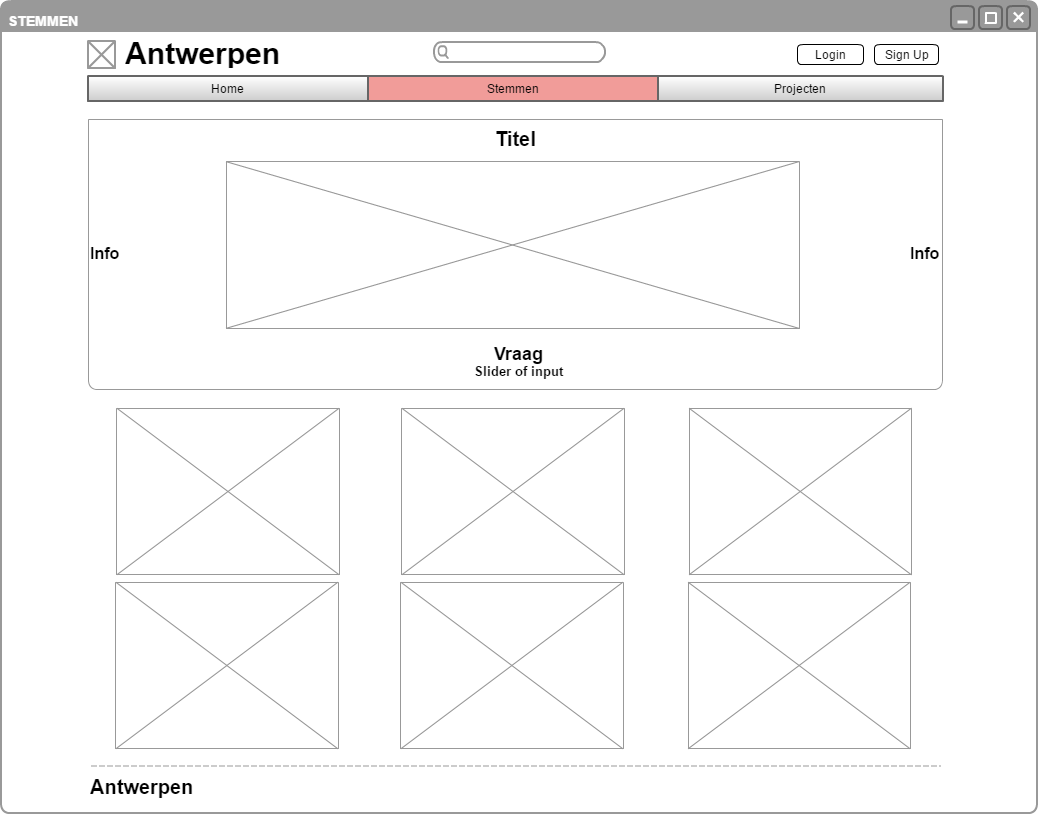 STEMMEN
Antwerpen
Login
Sign Up
Home
Stemmen
Projecten
Titel
Info
Info
Vraag
Slider of input
Antwerpen